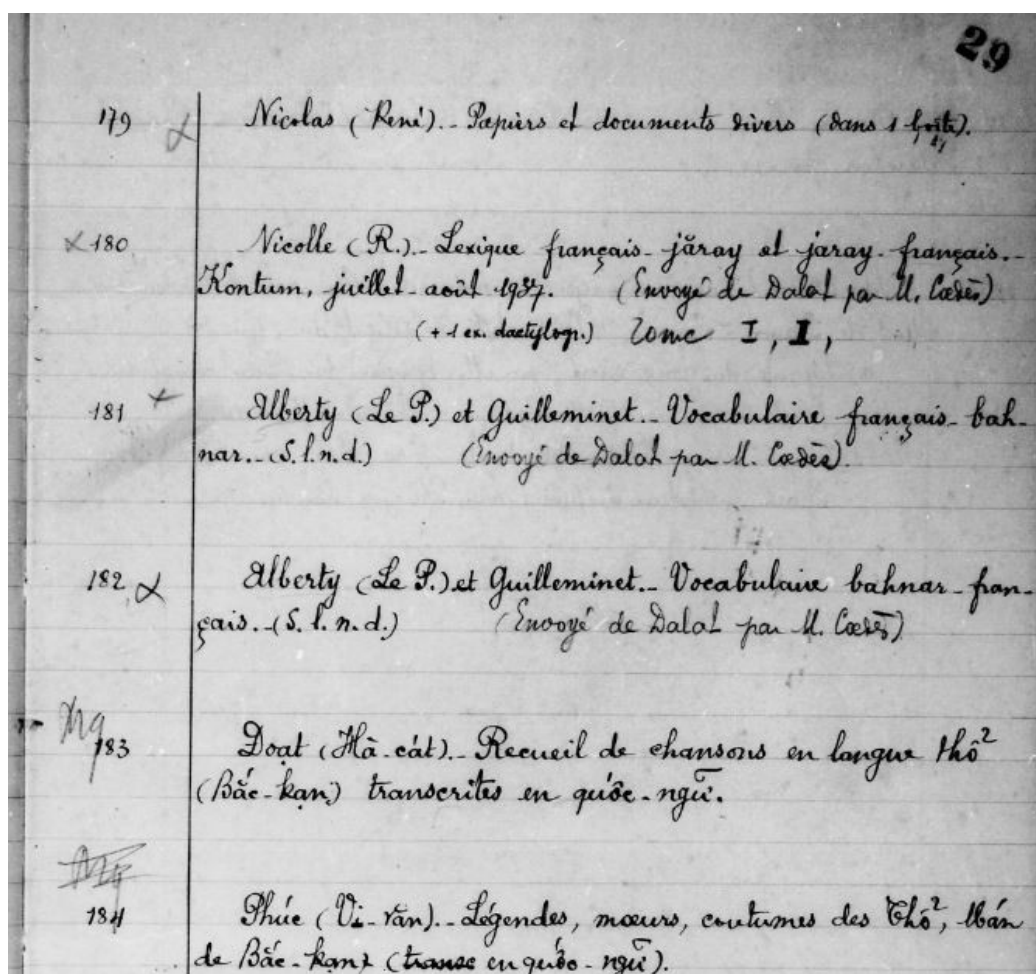 29
179 Nicolas (René). _ Papiers et documents divers (dans 1 boîte).
180 Nicolle (R.) _ Lexique français - jăray et jaray - français. _
Kontum, juillet - août 1937. (Envoyé de Dalat par M. Cœdès)
(+ 1 ex. dactylogr.) Tome I, II,
181 Alberty (Le P.) et Guilleminet. _ Vocabulaire français - bah-
nar. _ (S. l. n. d.) (Envoyé de Dalat par M. Cœdès).
182 Alberty (Le P.) et Guilleminet. _ Vocabulaire bahnar - fran-
çais. _ (S. l. n. d.) (Envoyé de Dalat par M. Cœdès)
183 Doạt (Hà - cát). _ Recueil de chansons en langue thổ
(Bắc - kạn) transcrites en quốc - ngữ.
184 Phúc (Vi - văn). _ Légendes, mœurs, coutumes des Thổ, Mán
de Bắc - kạn (transc en quốc - ngữ).